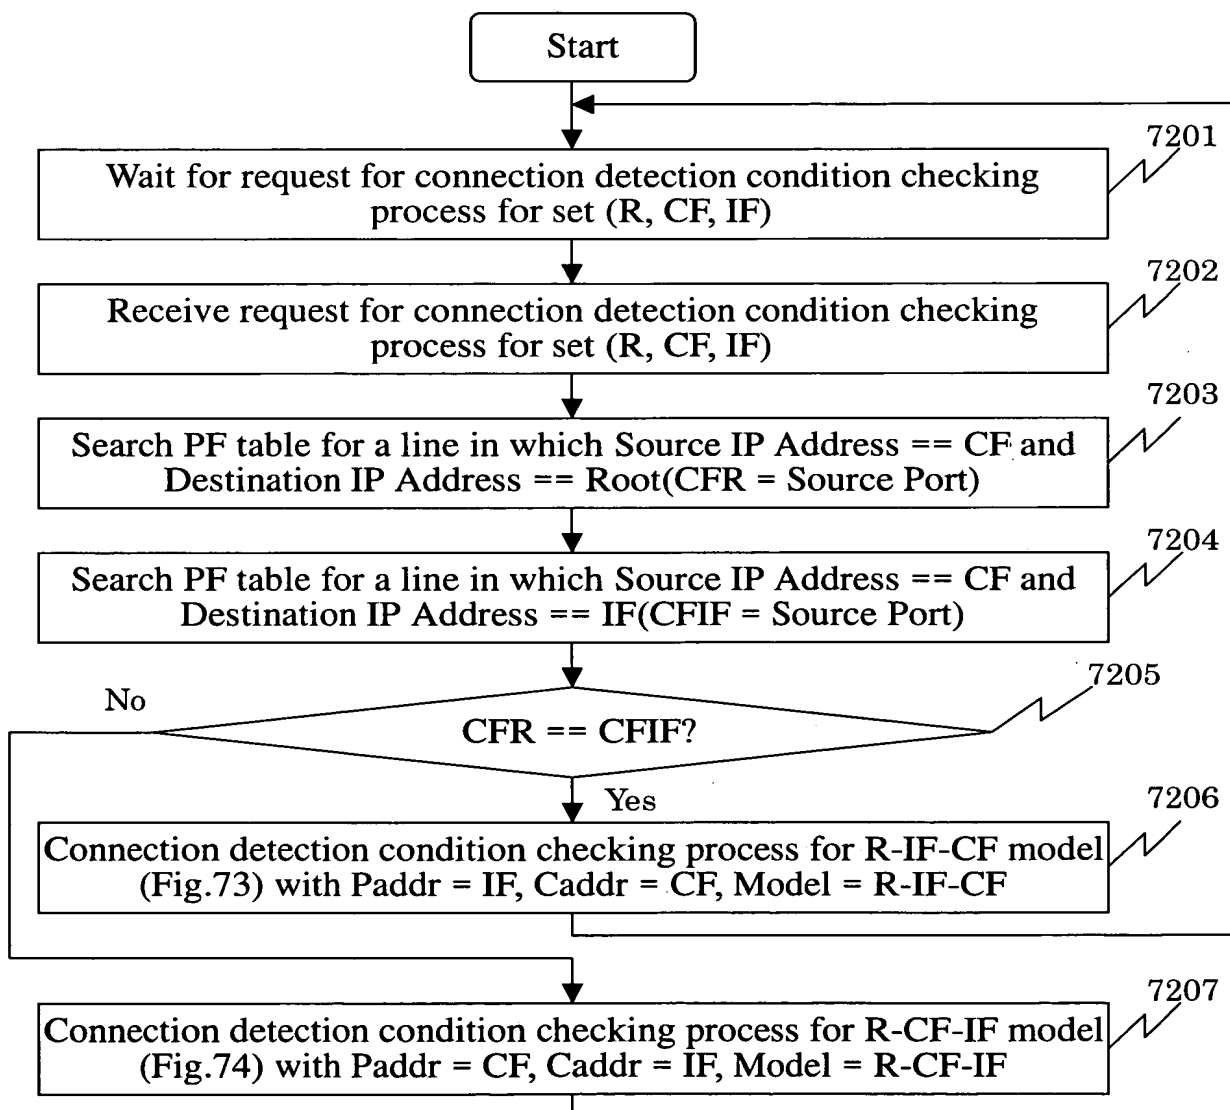 Start
7201
Wait for request for connection detection condition checking
process for set (R, CF, IF)
7202
Receive request for connection detection condition checking
process for set (R, CF, IF)
7203
Search PF table for a line in which Source IP Address == CF and
Destination IP Address == Root(CFR = Source Port)
7204
Search PF table for a line in which Source IP Address == CF and
Destination IP Address == IF(CFIF = Source Port)
7205
No
CFR == CFIF?
Yes
7206
Connection detection condition checking process for R-IF-CF model
(Fig.73) with Paddr = IF, Caddr = CF, Model = R-IF-CF
7207
Connection detection condition checking process for R-CF-IF model
(Fig.74) with Paddr = CF, Caddr = IF, Model = R-CF-IF